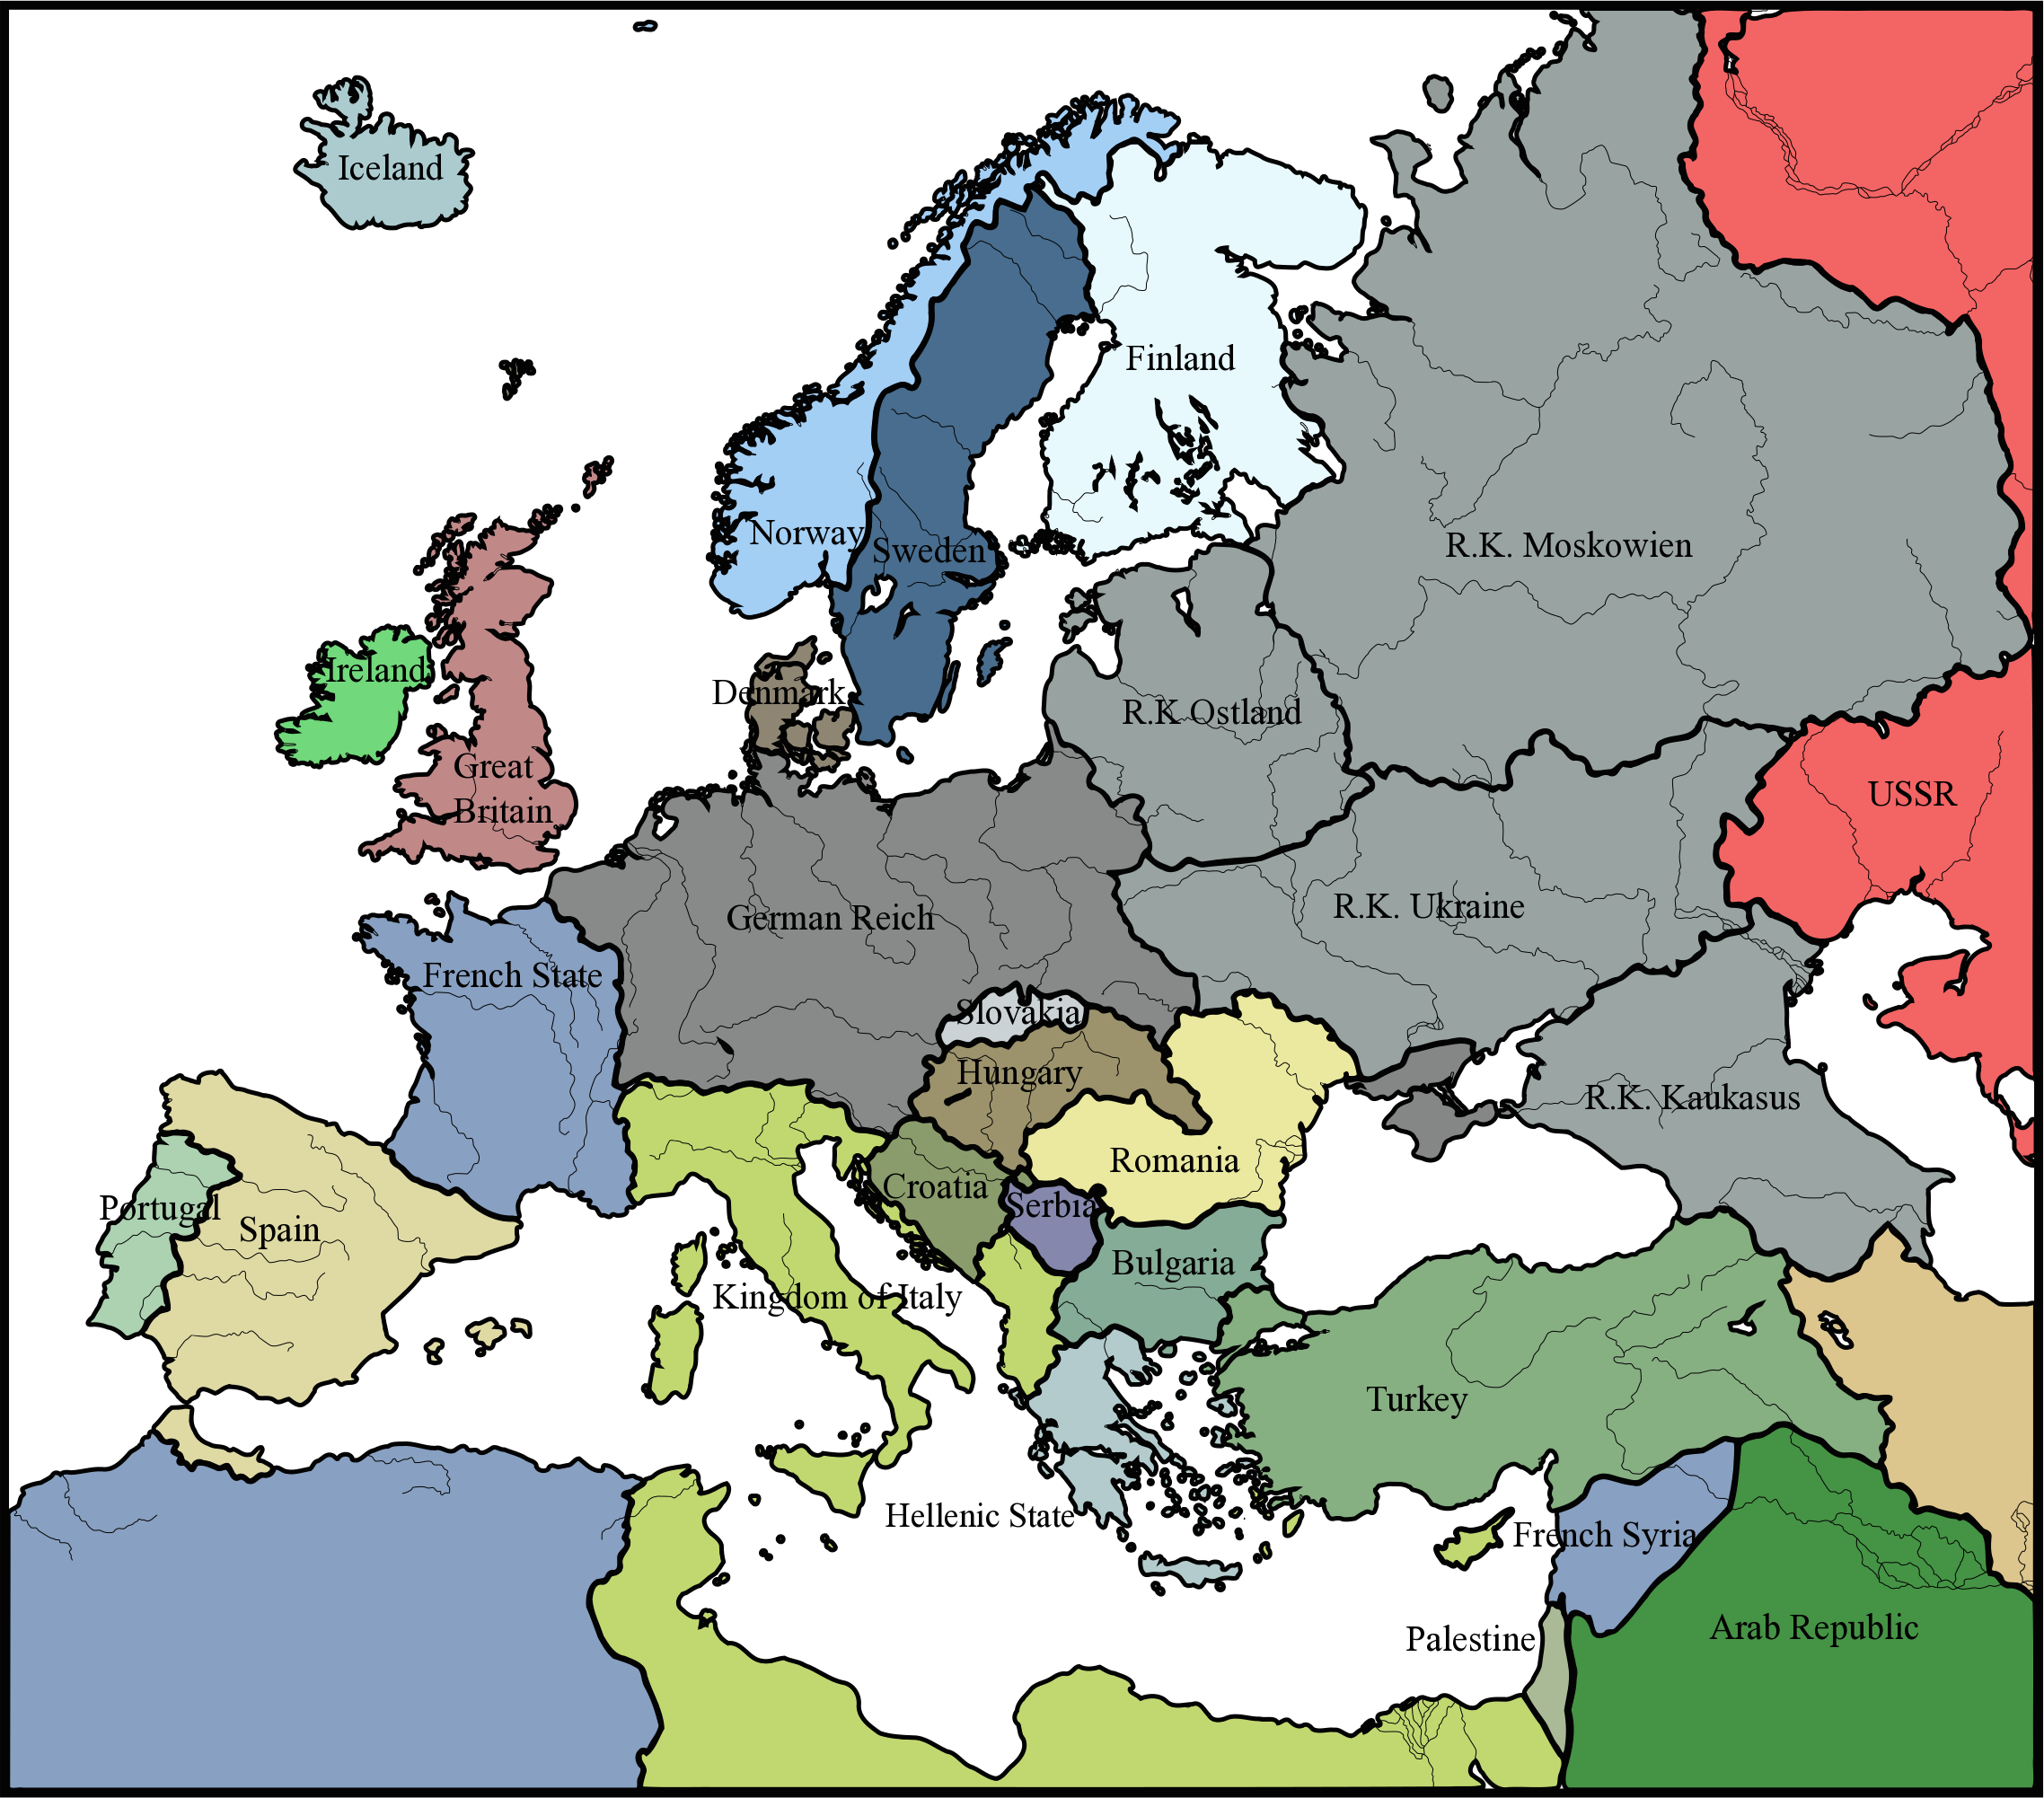 Iceland
Finland
Norway
Sweden
R.K. Moskowien
Ireland
Denmark
R.K Ostland
Great
Britain
USSR
German Reich
R.K. Ukraine
French State
Slovakia
Hungary
R.K. Kaukasus
Romania
Croatia
Serbia
Portugal
Spain
Bulgaria
Kingdom of Italy
Turkey
Hellenic State
French Syria
Palestine
Arab Republic